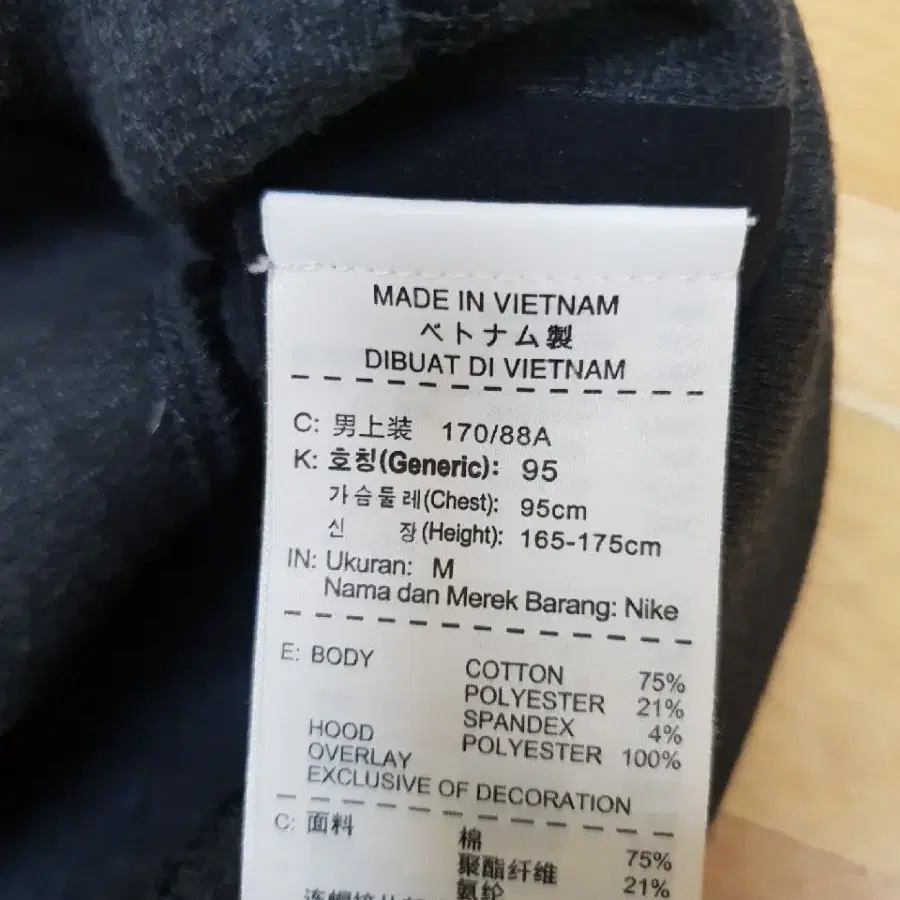 MADE IN VIETNAM
ベトナム製
DIBUAT DI VIETNAM
C: 男上装 170/88A
K: 호칭(Generic): 95
가슴둘레(Chest): 95cm
신 장(Height): 165-175cm
IN: Ukuran: M
Nama dan Merek Barang: Nike
E: BODY COTTON 75%
POLYESTER 21%
SPANDEX 4%
HOOD POLYESTER 100%
OVERLAY
EXCLUSIVE OF DECORATION
C: 面料 棉 75%
聚酯纤维 21%
氨纶